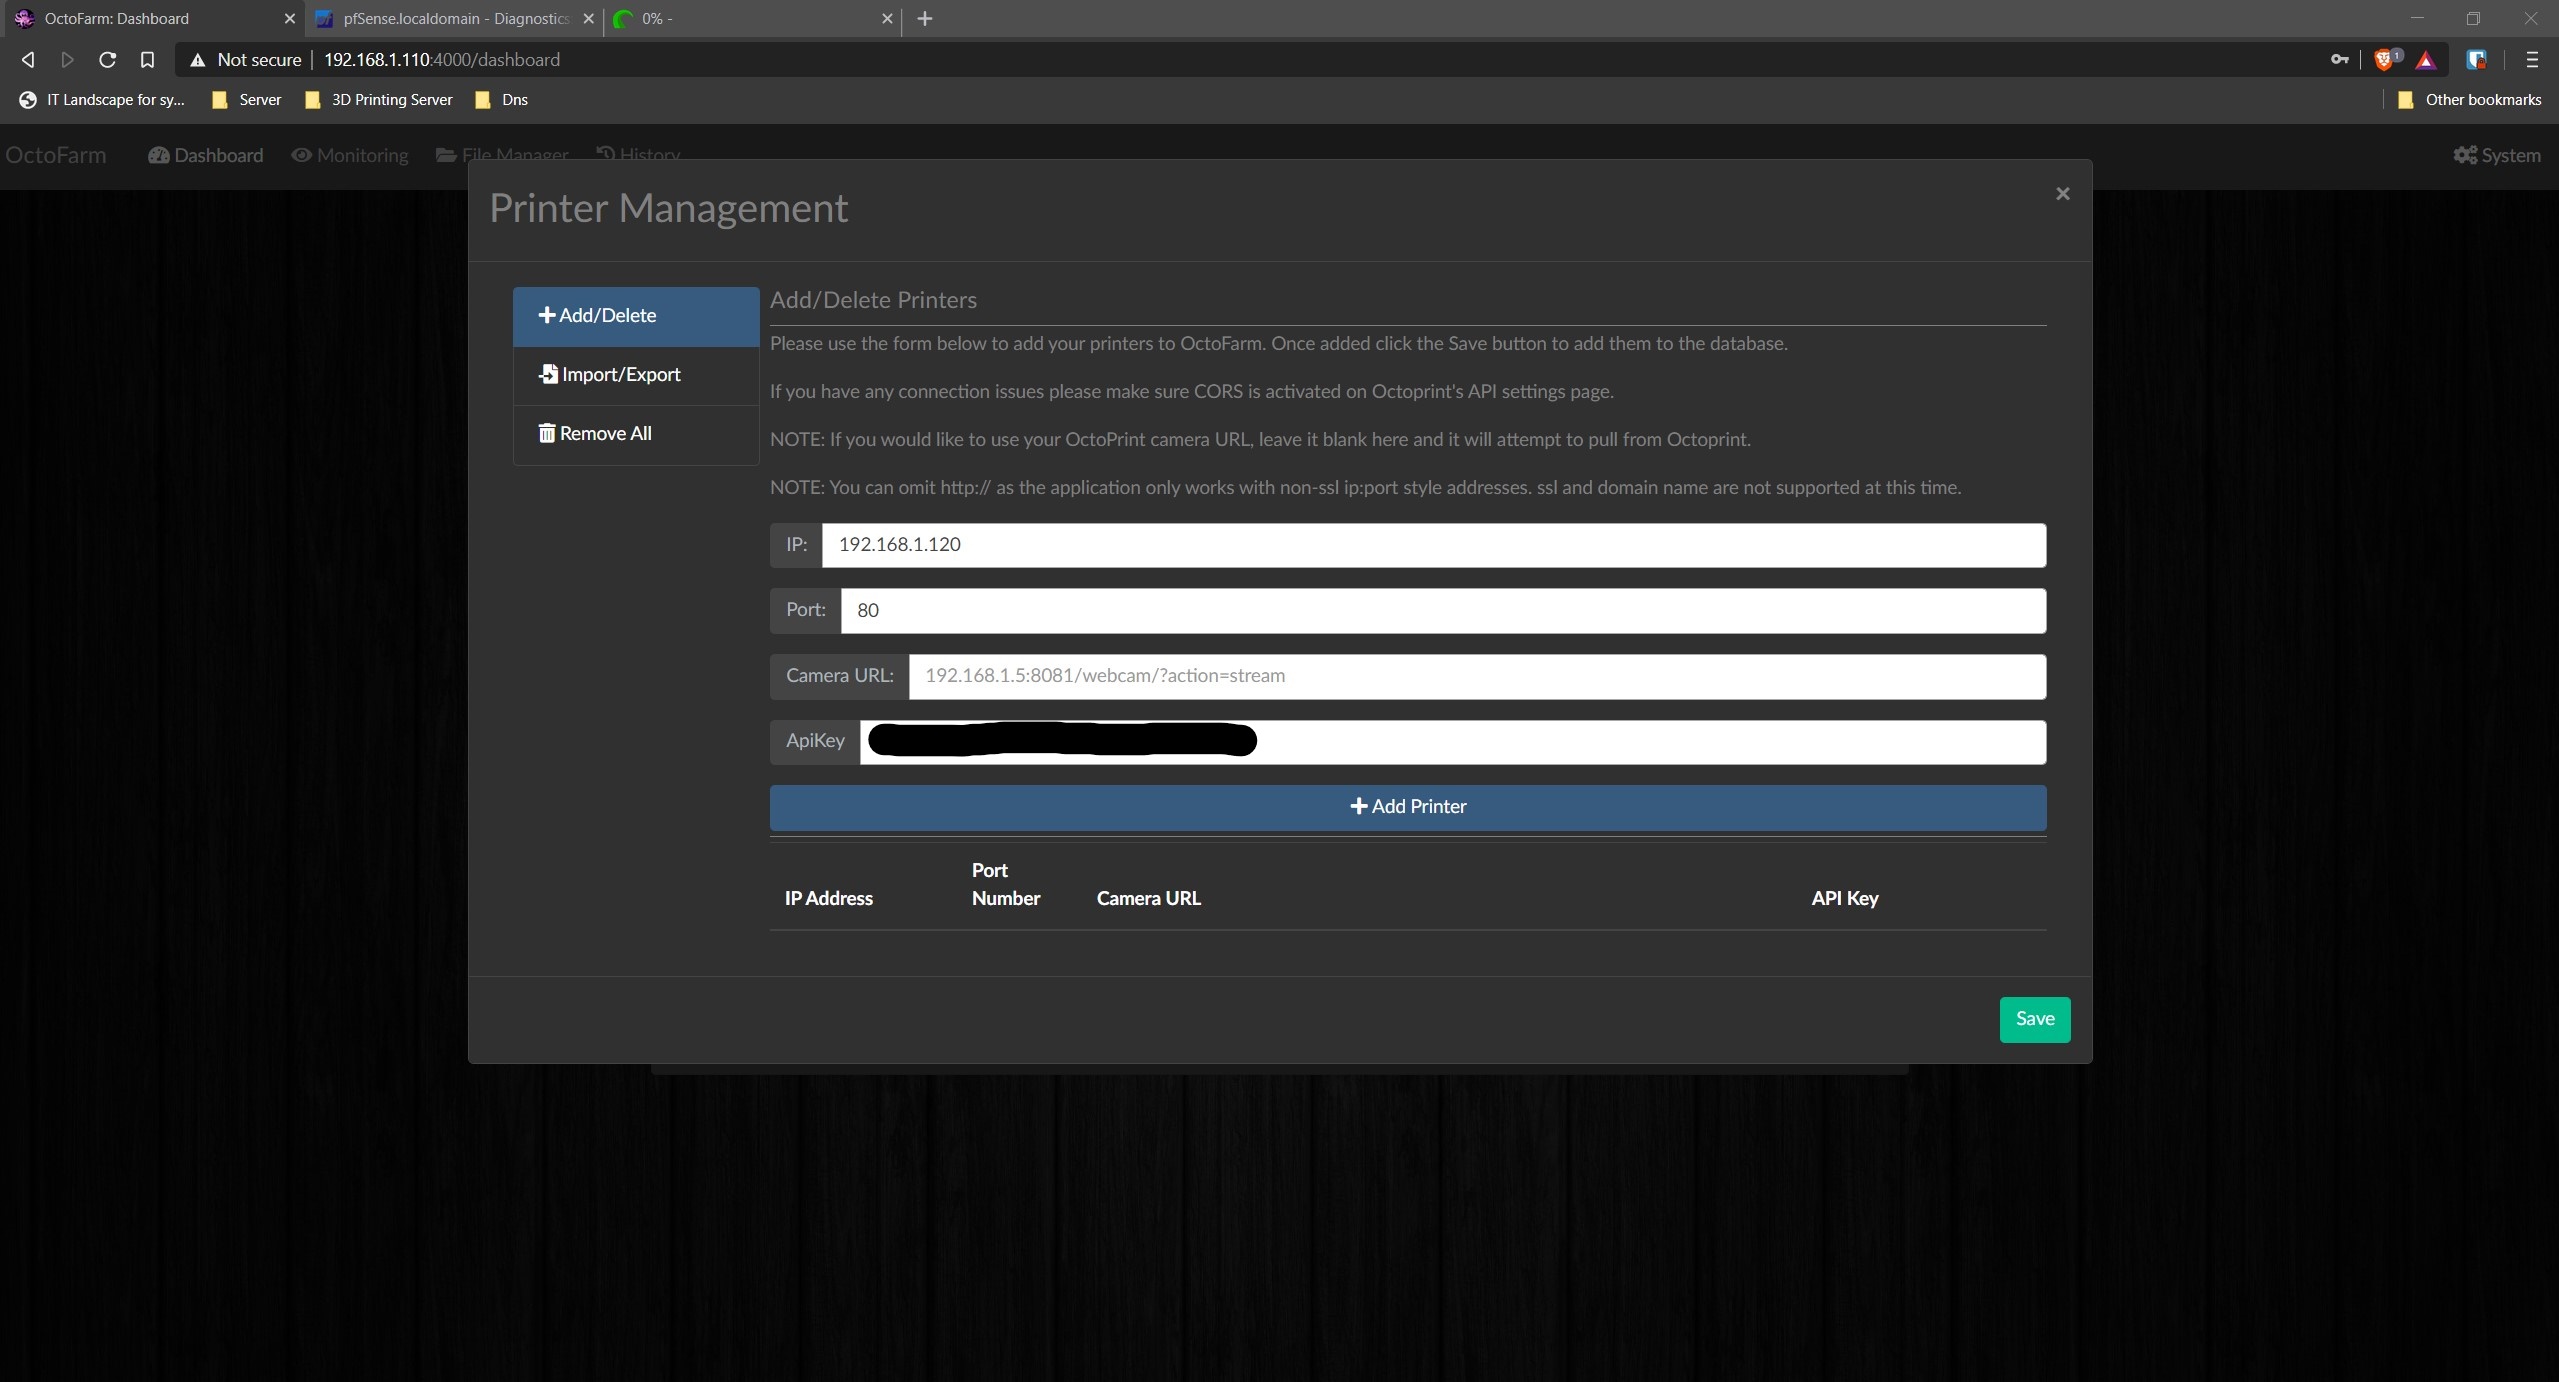 OctoFarm: Dashboard
pfSense.localdomain - Diagnostics
0% -
Not secure
192.168.1.110:4000/dashboard
1
IT Landscape for sy...
Server
3D Printing Server
Dns
Other bookmarks
OctoFarm
Dashboard
Monitoring
File Manager
History
System
Printer Management
Add/Delete
Import/Export
Remove All
Add/Delete Printers
Please use the form below to add your printers to OctoFarm. Once added click the Save button to add them to the database.
If you have any connection issues please make sure CORS is activated on Octoprint's API settings page.
NOTE: If you would like to use your OctoPrint camera URL, leave it blank here and it will attempt to pull from Octoprint.
NOTE: You can omit http:// as the application only works with non-ssl ip:port style addresses. ssl and domain name are not supported at this time.
IP: 192.168.1.120
Port: 80
Camera URL: 192.168.1.5:8081/webcam/?action=stream
ApiKey
Add Printer
IP Address
Port
Number
Camera URL
API Key
Save